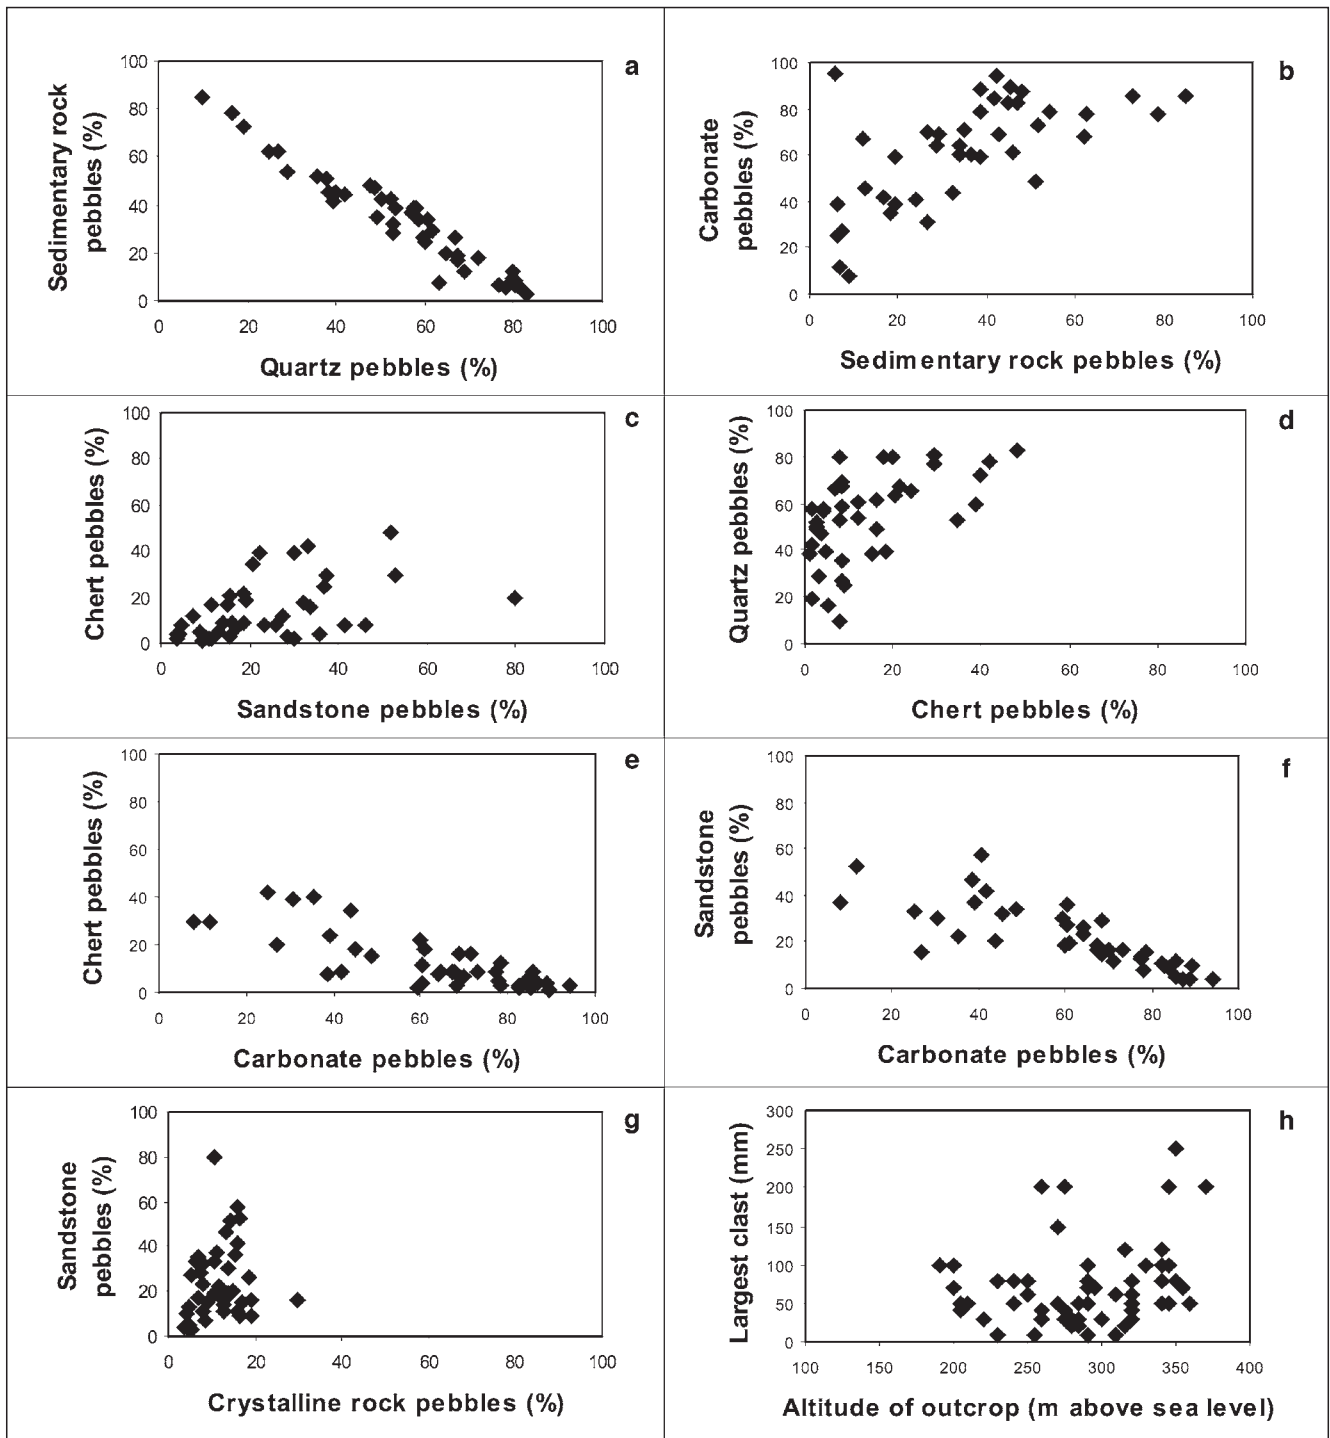 a
100
80
60
40
20
0
0 20 40 60 80 100
Sedimentary rock
pebbles (%)
Quartz pebbles (%)
b
100
80
60
40
20
0
0 20 40 60 80 100
Carbonate
pebbles (%)
Sedimentary rock pebbles (%)
c
100
80
60
40
20
0
0 20 40 60 80 100
Chert pebbles (%)
Sandstone pebbles (%)
d
100
80
60
40
20
0
0 20 40 60 80 100
Quartz pebbles (%)
Chert pebbles (%)
e
100
80
60
40
20
0
0 20 40 60 80 100
Chert pebbles (%)
Carbonate pebbles (%)
f
100
80
60
40
20
0
0 20 40 60 80 100
Sandstone
pebbles (%)
Carbonate pebbles (%)
g
100
80
60
40
20
0
0 20 40 60 80 100
Sandstone
pebbles (%)
Crystalline rock pebbles (%)
h
300
250
200
150
100
50
0
100 150 200 250 300 350 400
Largest clast (mm)
Altitude of outcrop (m above sea level)